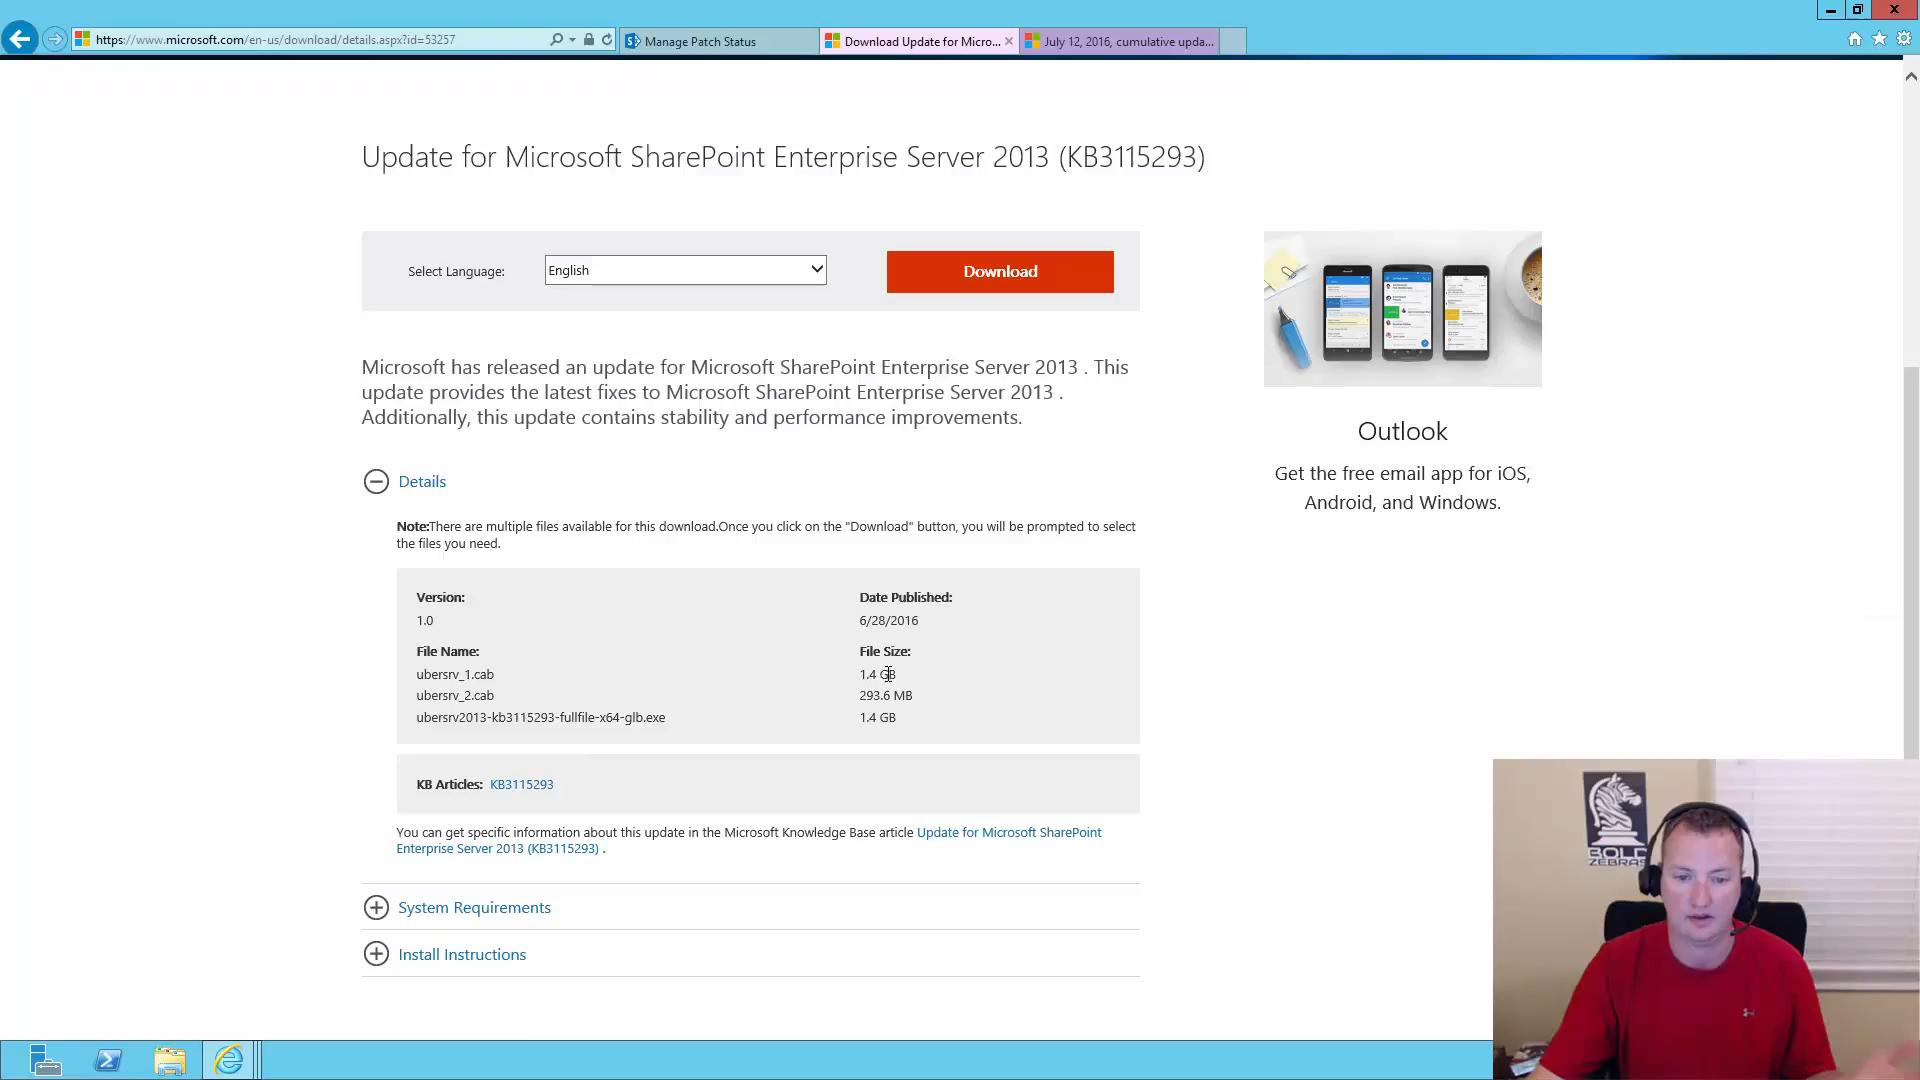 https://www.microsoft.com/en-us/download/details.aspx?id=53257
Manage Patch Status
Download Update for Micro...
July 12, 2016, cumulative upda...
Update for Microsoft SharePoint Enterprise Server 2013 (KB3115293)
Select Language:
English
Download
Microsoft has released an update for Microsoft SharePoint Enterprise Server 2013 . This
update provides the latest fixes to Microsoft SharePoint Enterprise Server 2013 .
Additionally, this update contains stability and performance improvements.
Outlook
Get the free email app for iOS,
Android, and Windows.
Details
Note:There are multiple files available for this download.Once you click on the "Download" button, you will be prompted to select
the files you need.
Version:
1.0
Date Published:
6/28/2016
File Name:
File Size:
ubersrv_1.cab
1.4 GB
ubersrv_2.cab
293.6 MB
ubersrv2013-kb3115293-fullfile-x64-glb.exe
1.4 GB
KB Articles: KB3115293
You can get specific information about this update in the Microsoft Knowledge Base article Update for Microsoft SharePoint
Enterprise Server 2013 (KB3115293) .
System Requirements
Install Instructions
BOLD
ZEBRAS